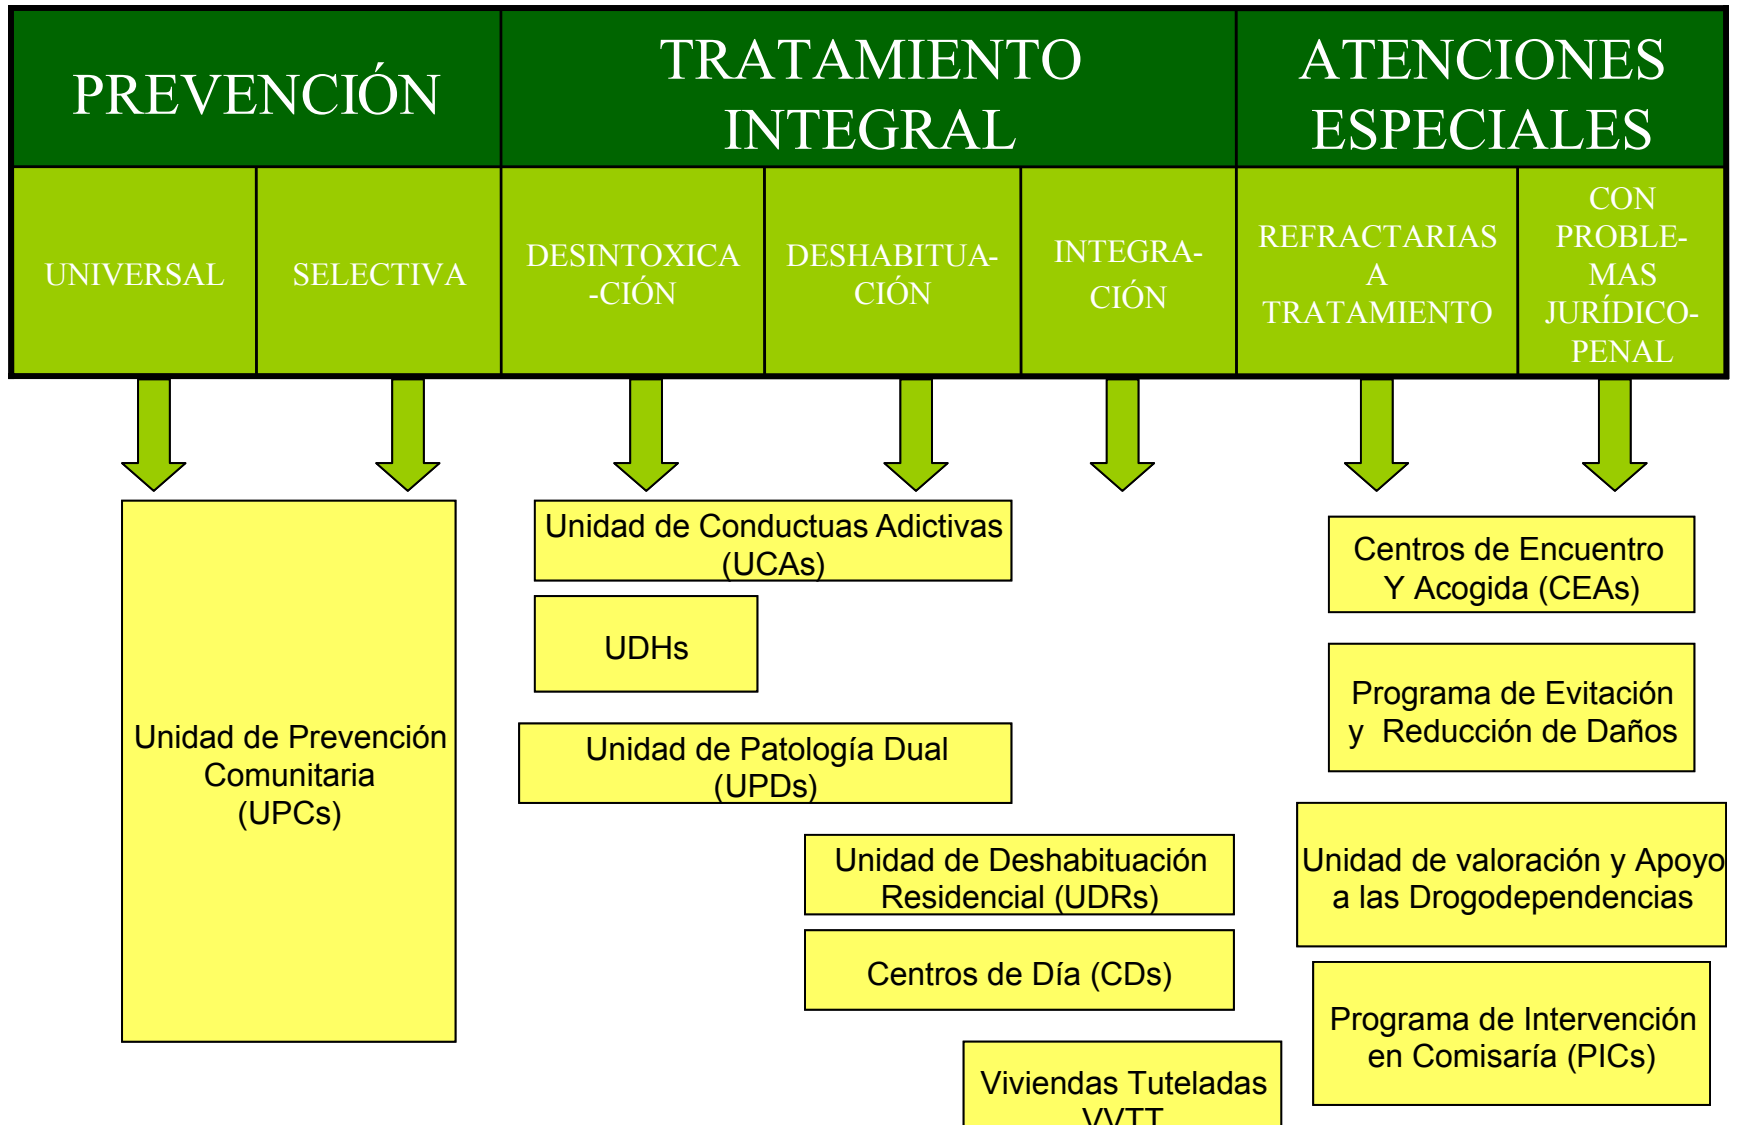 PREVENCIÓN
TRATAMIENTO
INTEGRAL
ATENCIONES
ESPECIALES
UNIVERSAL
SELECTIVA
DESINTOXICA
-CIÓN
DESHABITUA-
CIÓN
INTEGRA-
CIÓN
REFRACTARIAS
A
TRATAMIENTO
CON
PROBLE-
MAS
JURÍDICO-
PENAL
Unidad de Prevención
Comunitaria
(UPCs)
Unidad de Conductuas Adictivas
(UCAs)
UDHs
Unidad de Patología Dual
(UPDs)
Unidad de Deshabituación
Residencial (UDRs)
Centros de Día (CDs)
Viviendas Tuteladas
VVTT
Centros de Encuentro
Y Acogida (CEAs)
Programa de Evitación
y Reducción de Daños
Unidad de valoración y Apoyo
a las Drogodependencias
Programa de Intervención
en Comisaría (PICs)